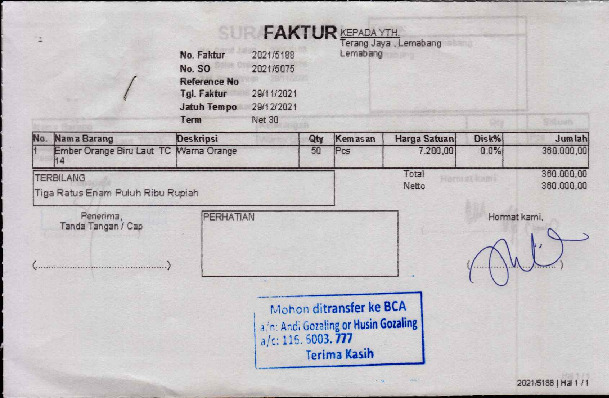 FAKTUR
KEPADA YTH.
Terang Jaya , Lemabang
Lemabang
No. Faktur 2021/5188
No. SO 2021/5075
Reference No
Tgl. Faktur 29/11/2021
Jatuh Tempo 29/12/2021
Term Net 30
No. Nama Barang Deskripsi Qty Kemasan Harga Satuan Disk% Jumlah
1 Ember Orange Biru Laut TC Warna Orange 50 Pcs 7.200,00 0.0% 360.000,00
14
TERBILANG
Tiga Ratus Enam Puluh Ribu Rupiah
Total 360.000,00
Netto 360.000,00
Penerima,
Tanda Tangan / Cap
(..............................)
PERHATIAN
Hormat kami,
Mohon ditransfer ke BCA
a/n: Andi Gozaling or Husin Gozaling
a/c: 115. 5003. 777
Terima Kasih
2021/5188 | Hal 1 / 1